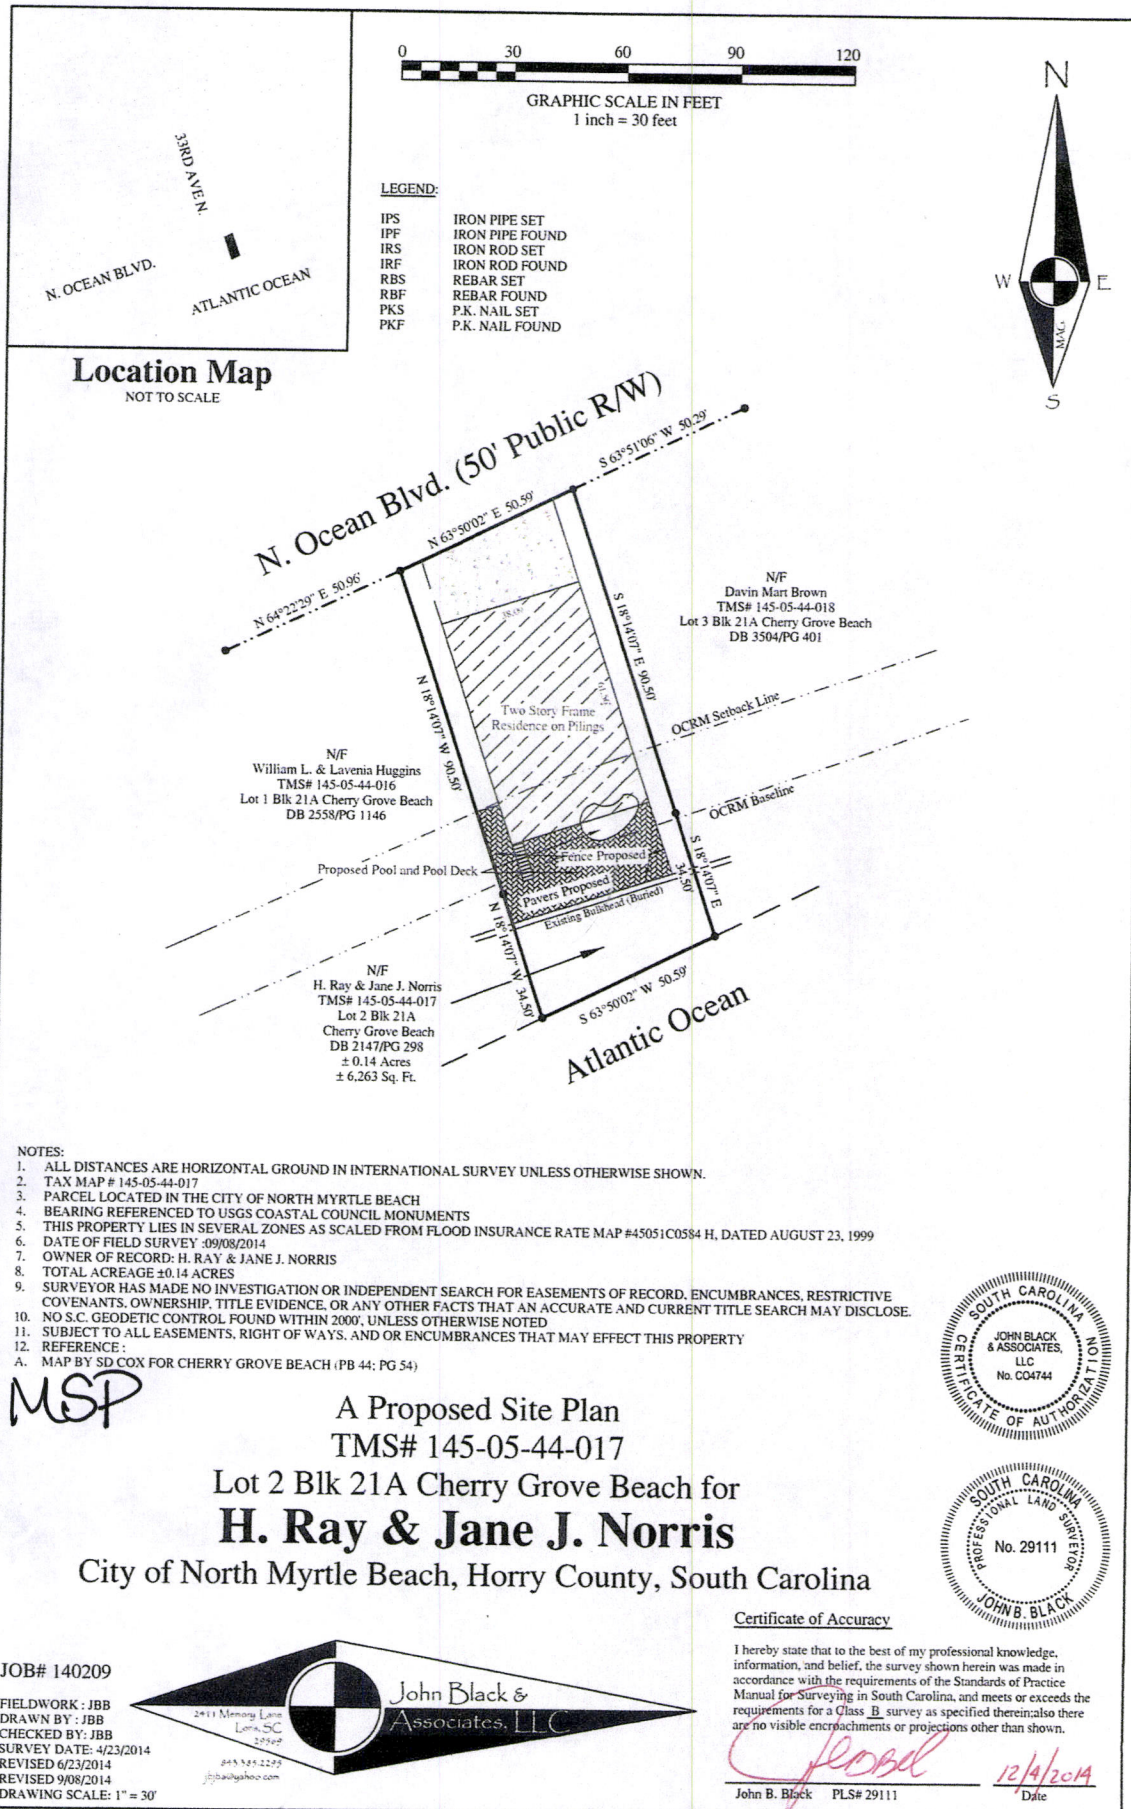 0 30 60 90 120
GRAPHIC SCALE IN FEET
1 inch = 30 feet
N
W E
MAG
S
33RD AVE N.
N. OCEAN BLVD.
ATLANTIC OCEAN
Location Map
NOT TO SCALE
LEGEND:
IPS IRON PIPE SET
IPF IRON PIPE FOUND
IRS IRON ROD SET
IRF IRON ROD FOUND
RBS REBAR SET
RBF REBAR FOUND
PKS P.K. NAIL SET
PKF P.K. NAIL FOUND
N. Ocean Blvd. (50' Public R/W)
S 63°51'06" W 50.29'
N 63°50'02" E 50.59'
N 64°22'29" E 50.96'
N/F
Davin Mart Brown
TMS# 145-05-44-018
Lot 3 Blk 21A Cherry Grove Beach
DB 3504/PG 401
S 18°14'07" E 90.50'
N 18°14'07" W 90.50'
Two Story Frame
Residence on Pilings
OCRM Setback Line
OCRM Baseline
N/F
William L. & Lavenia Huggins
TMS# 145-05-44-016
Lot 1 Blk 21A Cherry Grove Beach
DB 2558/PG 1146
Proposed Pool and Pool Deck
Fence Proposed
Pavers Proposed
Existing Bulkhead (Buried)
S 18°14'07" E
34.50'
N 18°14'07" W 34.50'
S 63°50'02" W 50.59'
Atlantic Ocean
N/F
H. Ray & Jane J. Norris
TMS# 145-05-44-017
Lot 2 Blk 21A
Cherry Grove Beach
DB 2147/PG 298
± 0.14 Acres
± 6,263 Sq. Ft.
NOTES:
1. ALL DISTANCES ARE HORIZONTAL GROUND IN INTERNATIONAL SURVEY UNLESS OTHERWISE SHOWN.
2. TAX MAP # 145-05-44-017
3. PARCEL LOCATED IN THE CITY OF NORTH MYRTLE BEACH
4. BEARING REFERENCED TO USGS COASTAL COUNCIL MONUMENTS
5. THIS PROPERTY LIES IN SEVERAL ZONES AS SCALED FROM FLOOD INSURANCE RATE MAP #45051C0584 H, DATED AUGUST 23, 1999
6. DATE OF FIELD SURVEY :09/08/2014
7. OWNER OF RECORD: H. RAY & JANE J. NORRIS
8. TOTAL ACREAGE ±0.14 ACRES
9. SURVEYOR HAS MADE NO INVESTIGATION OR INDEPENDENT SEARCH FOR EASEMENTS OF RECORD, ENCUMBRANCES, RESTRICTIVE
COVENANTS, OWNERSHIP, TITLE EVIDENCE, OR ANY OTHER FACTS THAT AN ACCURATE AND CURRENT TITLE SEARCH MAY DISCLOSE.
10. NO S.C. GEODETIC CONTROL FOUND WITHIN 2000', UNLESS OTHERWISE NOTED
11. SUBJECT TO ALL EASEMENTS, RIGHT OF WAYS, AND OR ENCUMBRANCES THAT MAY EFFECT THIS PROPERTY
12. REFERENCE :
A. MAP BY SD COX FOR CHERRY GROVE BEACH (PB 44; PG 54)
MSP
A Proposed Site Plan
TMS# 145-05-44-017
Lot 2 Blk 21A Cherry Grove Beach for
H. Ray & Jane J. Norris
City of North Myrtle Beach, Horry County, South Carolina
SOUTH CAROLINA
CERTIFICATE OF AUTHORIZATION
JOHN BLACK
& ASSOCIATES,
LLC
No. CO4744
SOUTH CAROLINA
PROFESSIONAL LAND SURVEYOR
No. 29111
JOHN B. BLACK
JOB# 140209
FIELDWORK : JBB
DRAWN BY : JBB
CHECKED BY: JBB
SURVEY DATE: 4/23/2014
REVISED 6/23/2014
REVISED 9/08/2014
DRAWING SCALE: 1" = 30'
2411 Memory Lane
Loris, SC
29569
843.385.2295
John Black &
Associates, LLC
Certificate of Accuracy
I hereby state that to the best of my professional knowledge,
information, and belief, the survey shown herein was made in
accordance with the requirements of the Standards of Practice
Manual for Surveying in South Carolina, and meets or exceeds the
requirements for a Class B survey as specified therein;also there
are no visible encroachments or projections other than shown.
12/4/2014
John B. Black PLS# 29111 Date